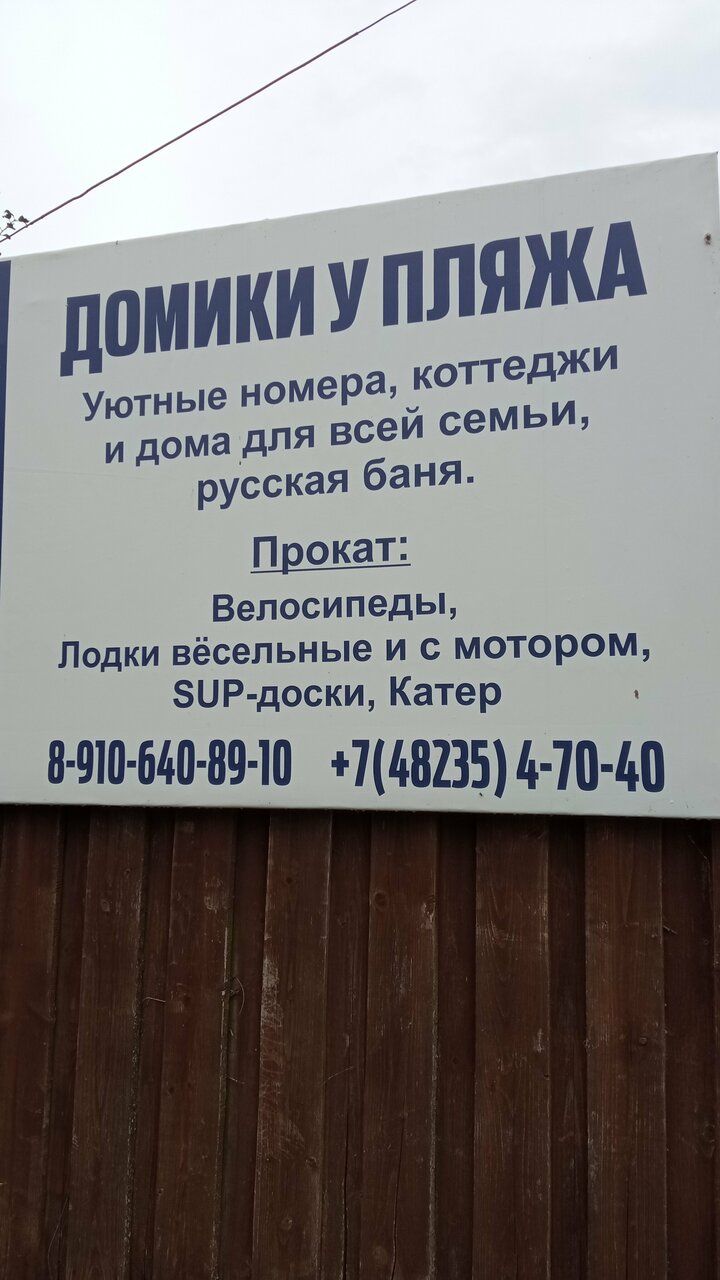 ДОМИКИ У ПЛЯЖА
Уютные номера, коттеджи
и дома для всей семьи,
русская баня.
Прокат:
Велосипеды,
Лодки вёсельные и с мотором,
SUP-доски, Катер
8-910-640-89-10 +7(48235) 4-70-40